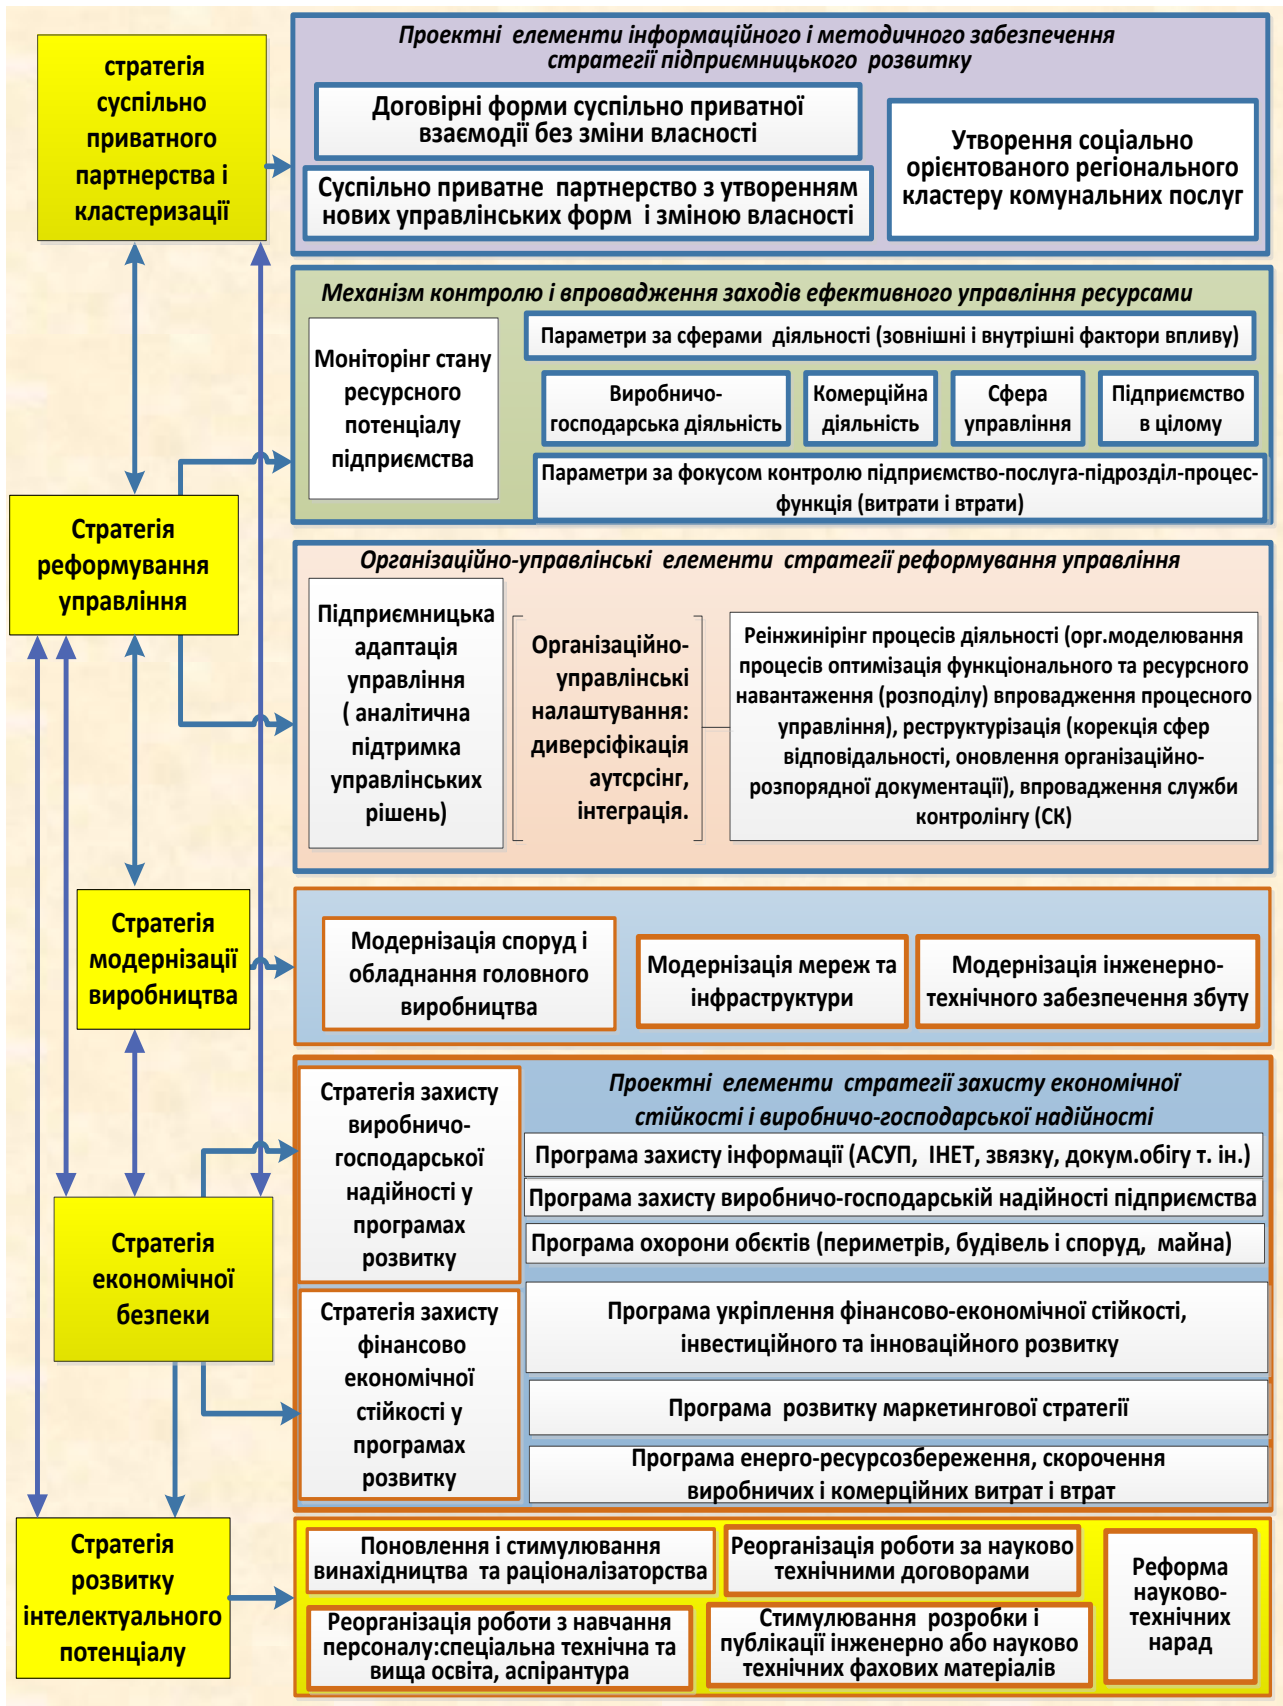 стратегія
суспільно
приватного
партнерства і
кластеризації
Проектні елементи інформаційного і методичного забезпечення
стратегії підприємницького розвитку
Договірні форми суспільно приватної
взаємодії без зміни власності
Суспільно приватне партнерство з утворенням
нових управлінських форм і зміною власності
Утворення соціально
орієнтованого регіонального
кластеру комунальних послуг
Механізм контролю і впровадження заходів ефективного управління ресурсами
Моніторінг стану
ресурсного
потенціалу
підприємства
Параметри за сферами діяльності (зовнішні і внутрішні фактори впливу)
Виробничо-
господарська діяльність
Комерційна
діяльність
Сфера
управління
Підприємство
в цілому
Параметри за фокусом контролю підприємство-послуга-підрозділ-процес-
функція (витрати і втрати)
Стратегія
реформування
управління
Організаційно-управлінські елементи стратегії реформування управління
Підприємницька
адаптація
управління
( аналітична
підтримка
управлінських
рішень)
Організаційно-
управлінські
налаштування:
диверсіфікація
аутсрсінг,
інтеграція.
Реінжинірінг процесів діяльності (орг.моделювання
процесів оптимізація функціонального та ресурсного
навантаження (розподілу) впровадження процесного
управління), реструктурізація (корекція сфер
відповідальності, оновлення організаційно-
розпорядної документації), впровадження служби
контролінгу (СК)
Стратегія
модернізації
виробництва
Модернізація споруд і
обладнання головного
виробництва
Модернізація мереж та
інфраструктури
Модернізація інженерно-
технічного забезпечення збуту
Стратегія
економічної
безпеки
Стратегія захисту
виробничо-
господарської
надійності у
програмах
розвитку
Проектні елементи стратегії захисту економічної
стійкості і виробничо-господарської надійності
Програма захисту інформації (АСУП, ІНЕТ, звязку, докум.обігу т. ін.)
Програма захисту виробничо-господарській надійності підприємства
Програма охорони обєктів (периметрів, будівель і споруд, майна)
Стратегія захисту
фінансово
економічної
стійкості у
програмах
розвитку
Програма укріплення фінансово-економічної стійкості,
інвестиційного та інноваційного розвитку
Програма розвитку маркетингової стратегії
Програма енерго-ресурсозбереження, скорочення
виробничих і комерційних витрат і втрат
Стратегія
розвитку
інтелектуального
потенціалу
Поновлення і стимулювання
винахідництва та раціоналізаторства
Реорганізація роботи за науково
технічними договорами
Реорганізація роботи з навчання
персоналу:спеціальна технічна та
вища освіта, аспірантура
Стимулювання розробки і
публікації інженерно або науково
технічних фахових матеріалів
Реформа
науково-
технічних
нарад